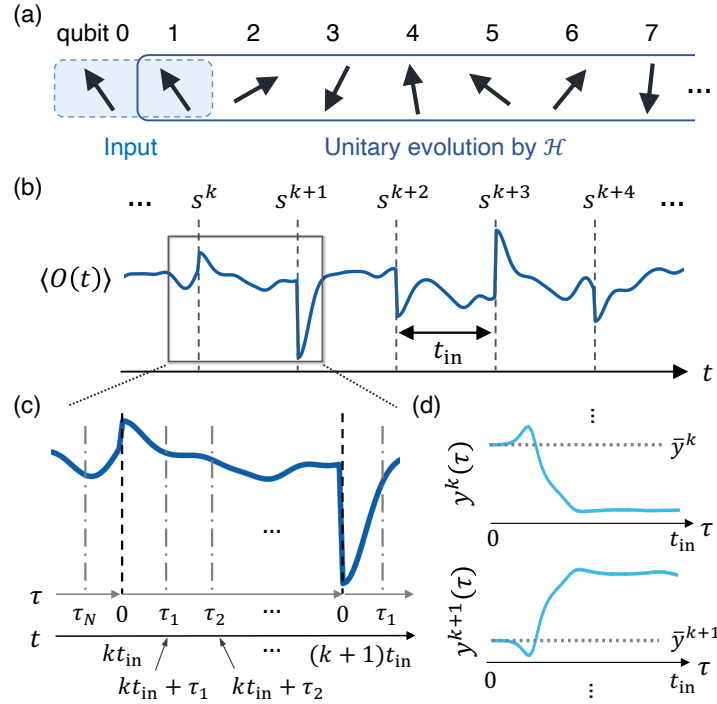 (a)
qubit 0 1 2 3 4 5 6 7
...
Input Unitary evolution by ℋ
(b)
... s^k s^{k+1} s^{k+2} s^{k+3} s^{k+4} ...
⟨O(t)⟩
t_in
t
(c)
...
τ
τ_N 0 τ_1 τ_2 ... 0 τ_1
t
kt_in ... (k + 1)t_in
kt_in + τ_1 kt_in + τ_2
(d)
...
y^k(τ)
ȳ^k
0 t_in τ
y^{k+1}(τ)
ȳ^{k+1}
0 t_in τ
...